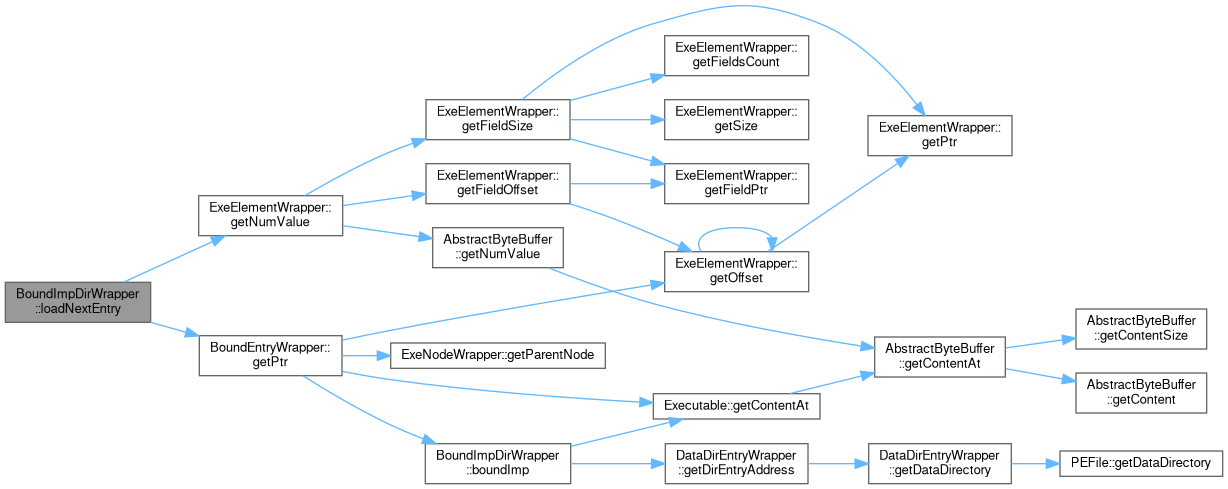 BoundImpDirWrapper
::loadNextEntry
ExeElementWrapper::
getNumValue
BoundEntryWrapper::
getPtr
ExeElementWrapper::
getFieldSize
ExeElementWrapper::
getFieldOffset
AbstractByteBuffer
::getNumValue
ExeNodeWrapper::getParentNode
BoundImpDirWrapper
::boundImp
ExeElementWrapper::
getFieldsCount
ExeElementWrapper::
getSize
ExeElementWrapper::
getFieldPtr
ExeElementWrapper::
getOffset
Executable::getContentAt
DataDirEntryWrapper
::getDirEntryAddress
ExeElementWrapper::
getPtr
AbstractByteBuffer
::getContentAt
DataDirEntryWrapper
::getDataDirectory
AbstractByteBuffer
::getContentSize
AbstractByteBuffer
::getContent
PEFile::getDataDirectory